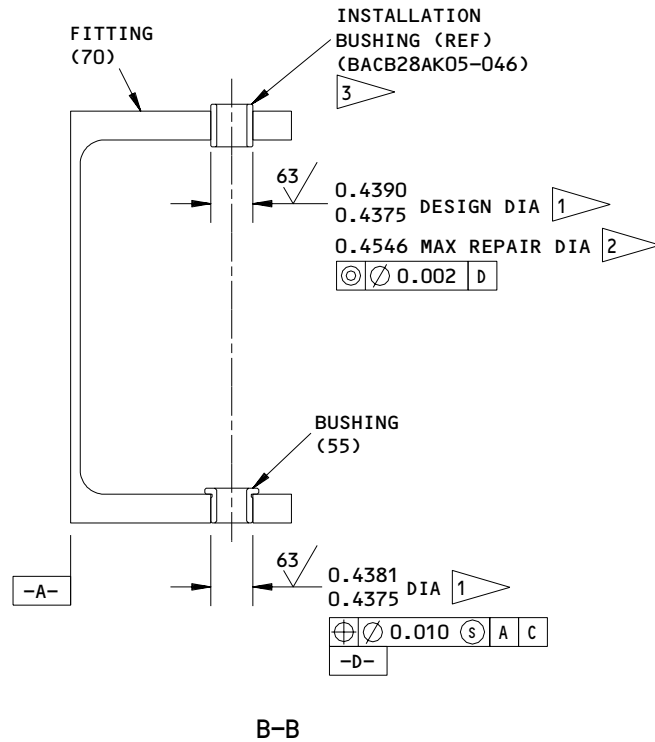 INSTALLATION
BUSHING (REF)
(BACB28AK05-046)
3
FITTING
(70)
63
0.4390
0.4375 DESIGN DIA 1
0.4546 MAX REPAIR DIA 2
◎ ∅ 0.002 D
BUSHING
(55)
-A-
63
0.4381
0.4375 DIA 1
⌖ ∅ 0.010 Ⓢ A C
-D-
B-B